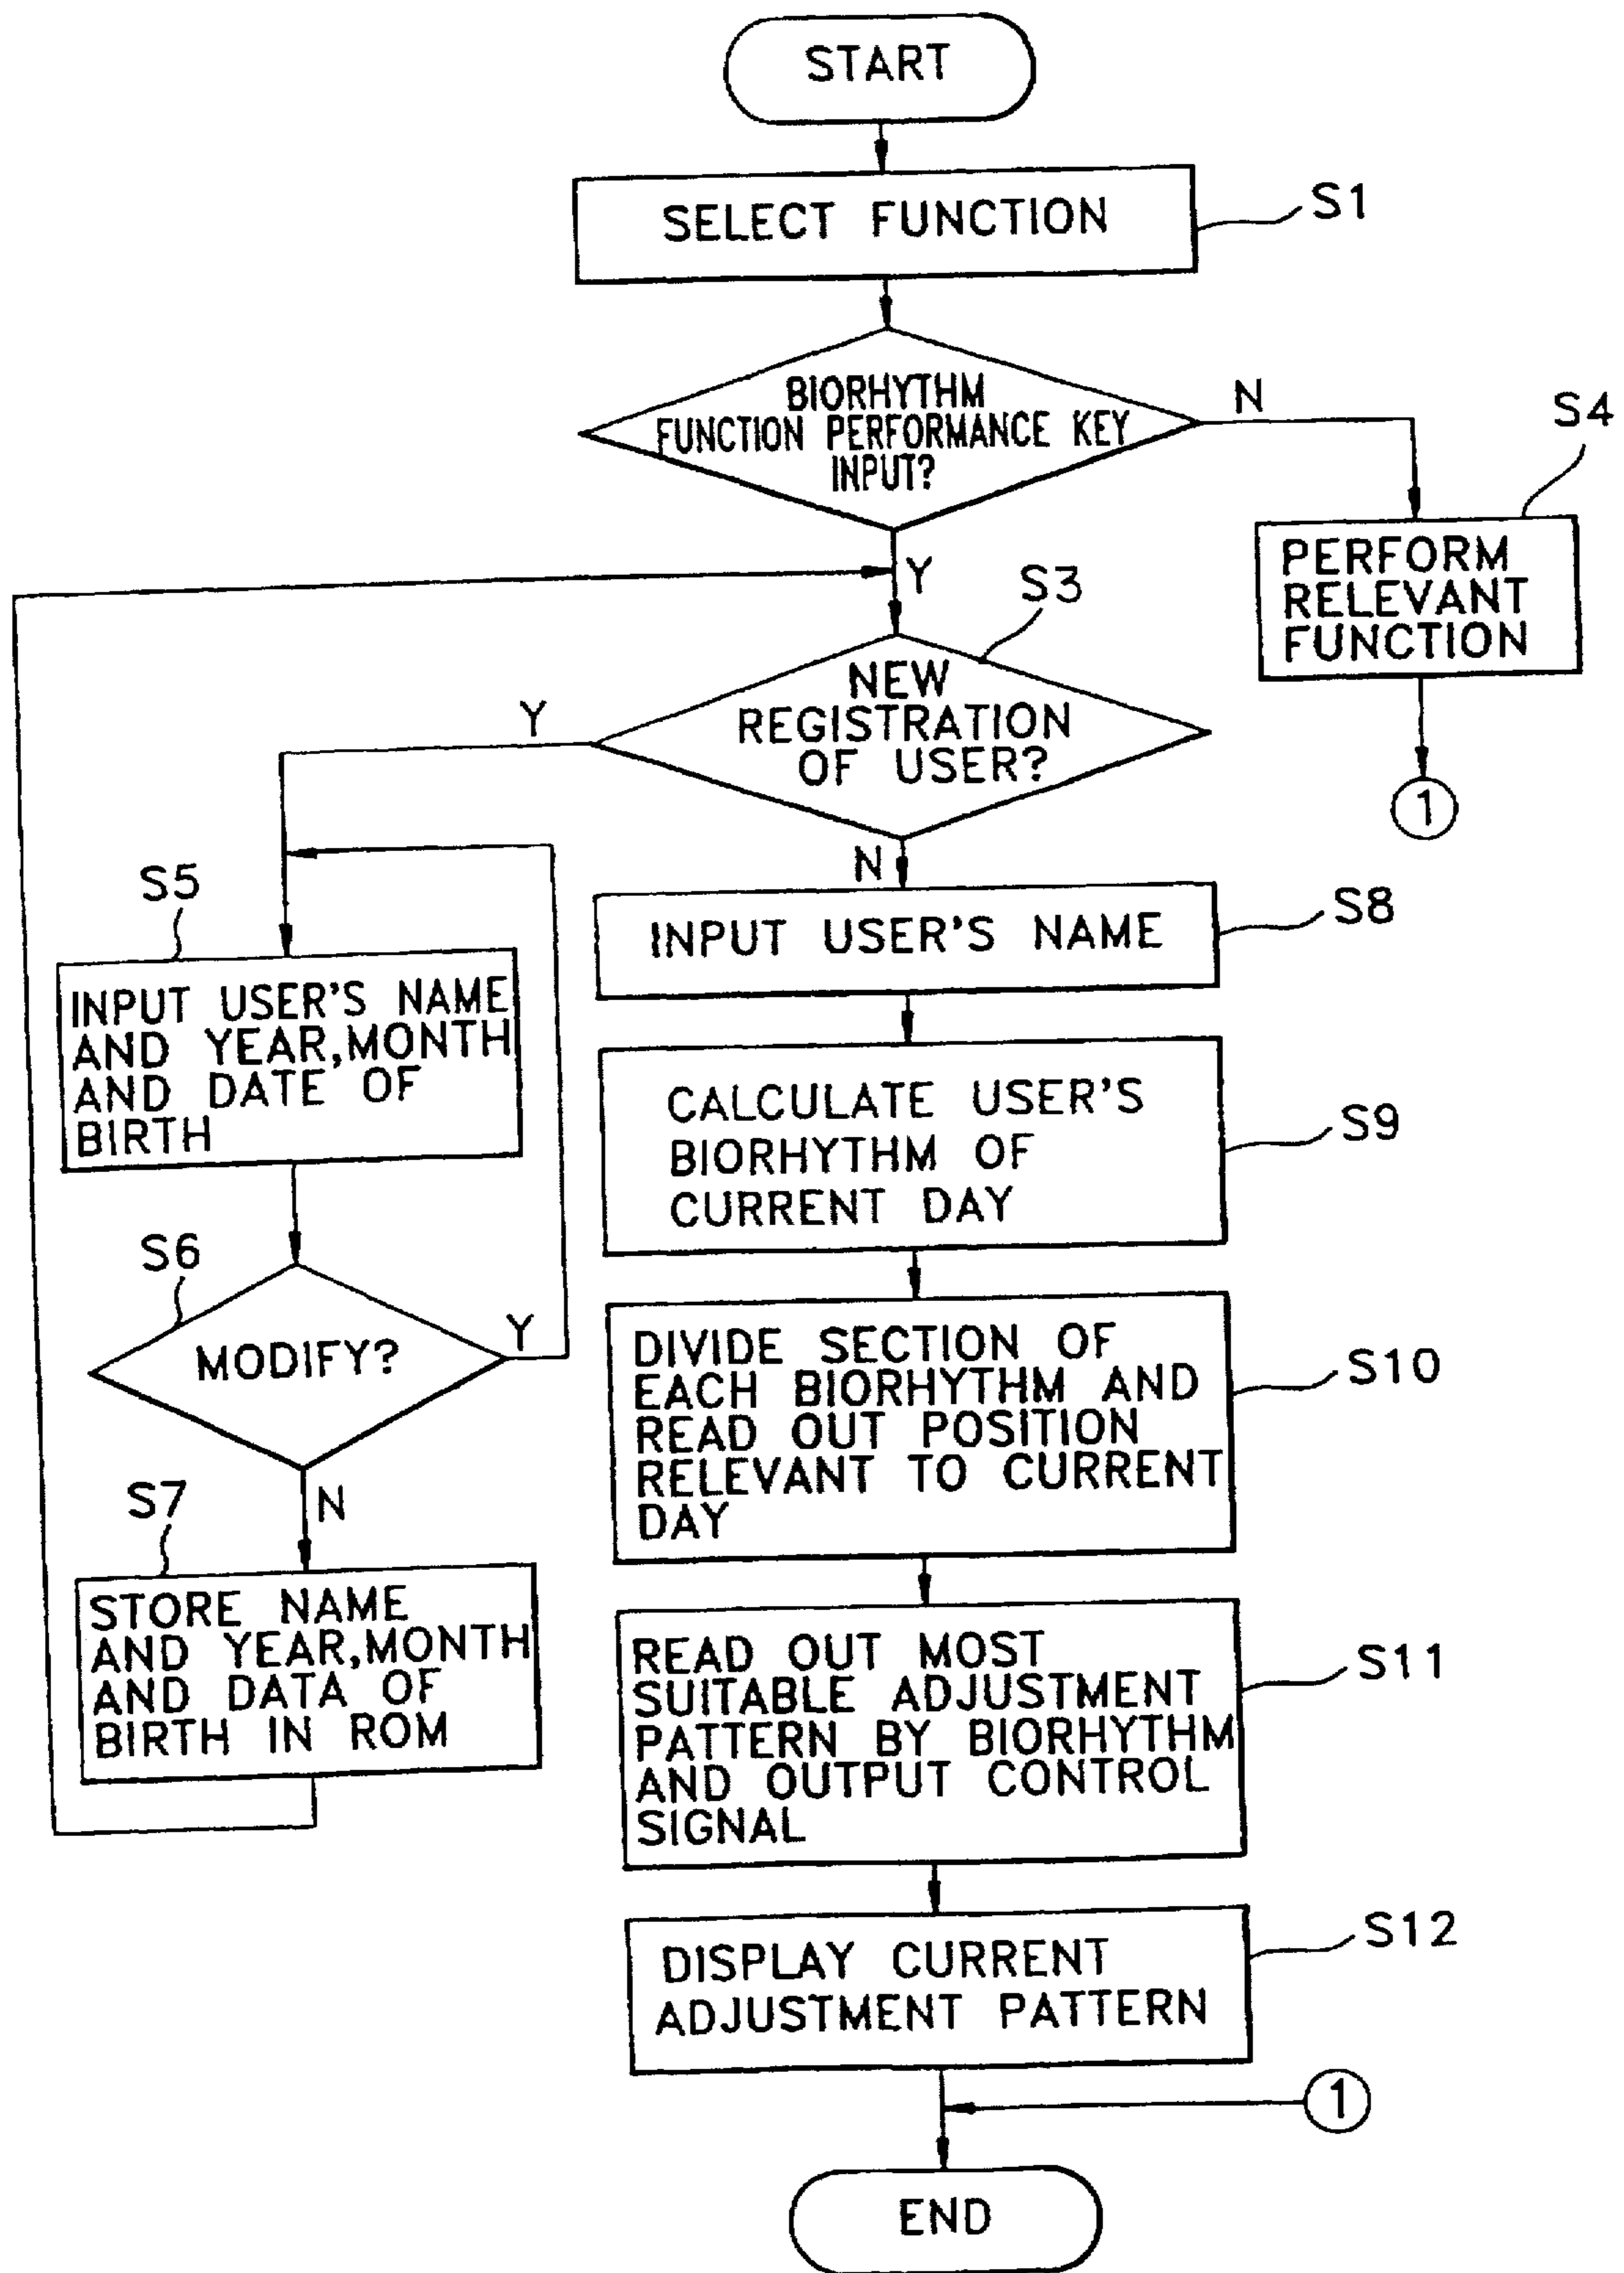 START
SELECT FUNCTION
S1
BIORHYTHM
FUNCTION PERFORMANCE KEY
INPUT?
N
S4
PERFORM
RELEVANT
FUNCTION
1
Y
S3
NEW
REGISTRATION
OF USER?
Y
N
S5
INPUT USER'S NAME
AND YEAR,MONTH
AND DATE OF
BIRTH
S6
MODIFY?
Y
N
S7
STORE NAME
AND YEAR,MONTH
AND DATA OF
BIRTH IN ROM
INPUT USER'S NAME
S8
CALCULATE USER'S
BIORHYTHM OF
CURRENT DAY
S9
DIVIDE SECTION OF
EACH BIORHYTHM AND
READ OUT POSITION
RELEVANT TO CURRENT
DAY
S10
READ OUT MOST
SUITABLE ADJUSTMENT
PATTERN BY BIORHYTHM
AND OUTPUT CONTROL
SIGNAL
S11
DISPLAY CURRENT
ADJUSTMENT PATTERN
S12
1
END